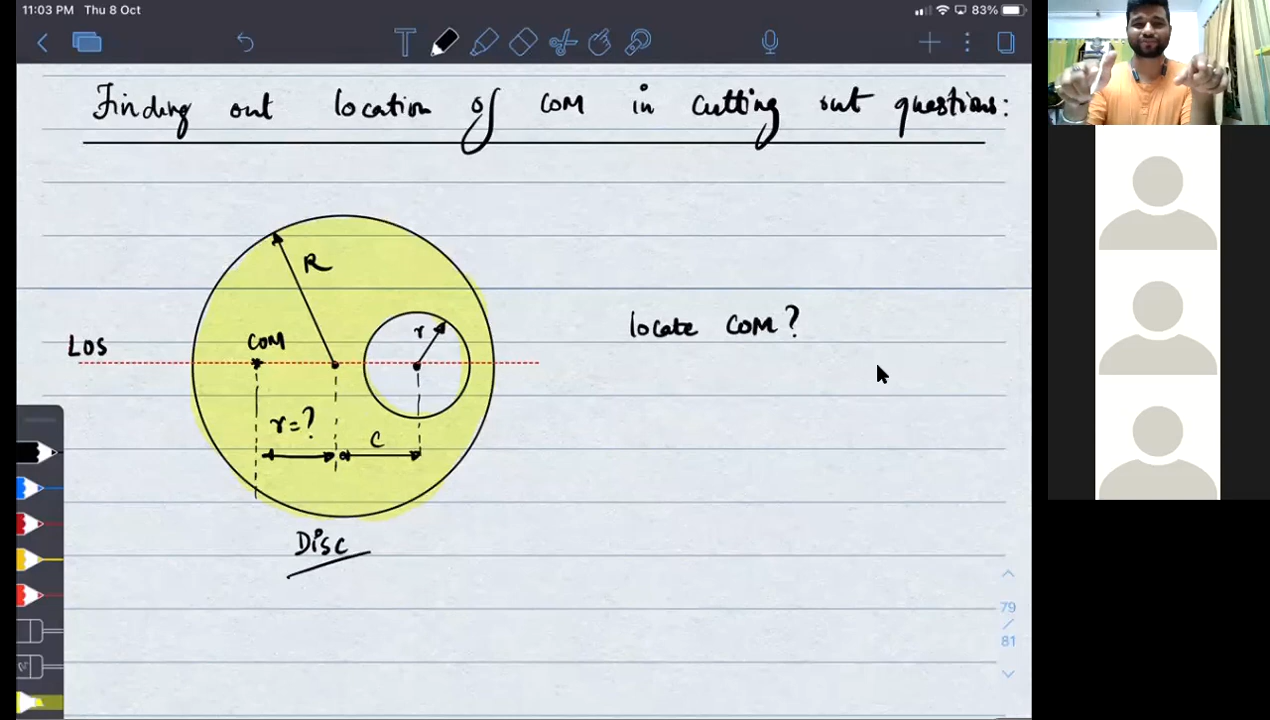 11:03 PM Thu 8 Oct
83%
T
Finding out location of COM in cutting out questions:
R
r
LOS
COM
locate COM?
r=?
C
Disc
79
/
81